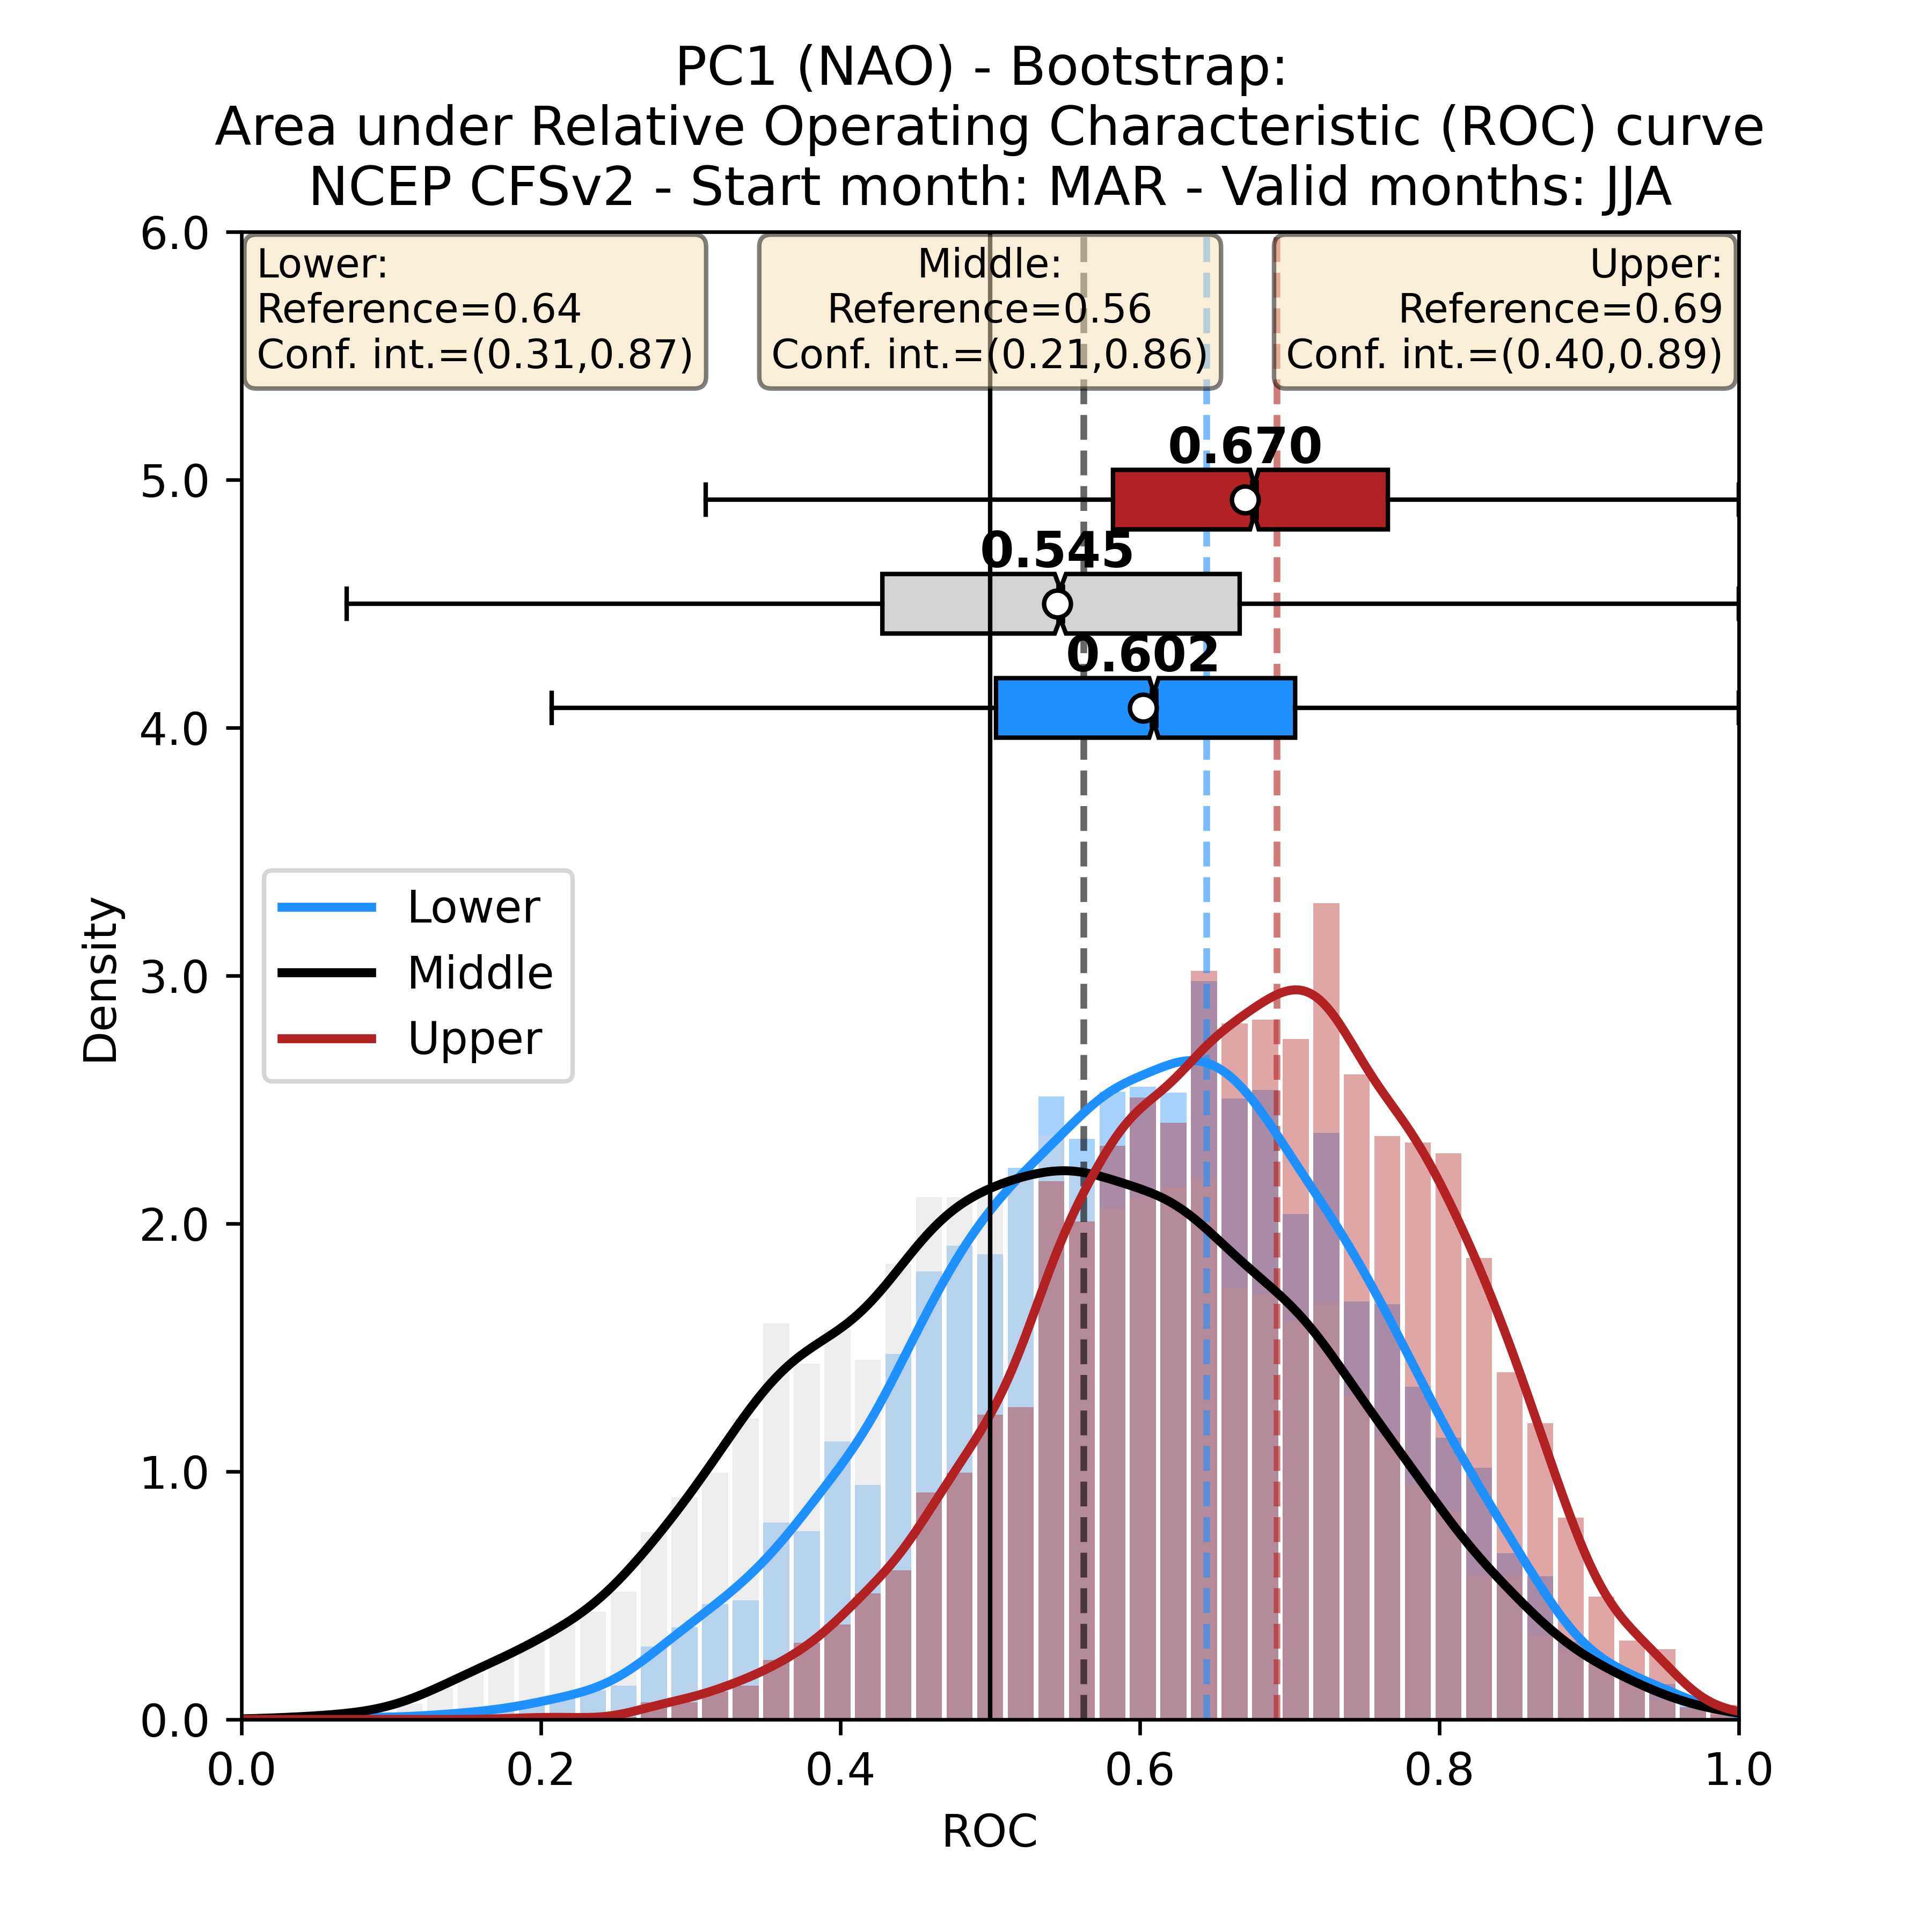 PC1 (NAO) - Bootstrap:
Area under Relative Operating Characteristic (ROC) curve
NCEP CFSv2 - Start month: MAR - Valid months: JJA
Lower:
Reference=0.64
Conf. int.=(0.31,0.87)
Middle:
Reference=0.56
Conf. int.=(0.21,0.86)
Upper:
Reference=0.69
Conf. int.=(0.40,0.89)
0.670
0.545
0.602
Lower
Middle
Upper
Density
6.0
5.0
4.0
3.0
2.0
1.0
0.0
0.0 0.2 0.4 0.6 0.8 1.0
ROC